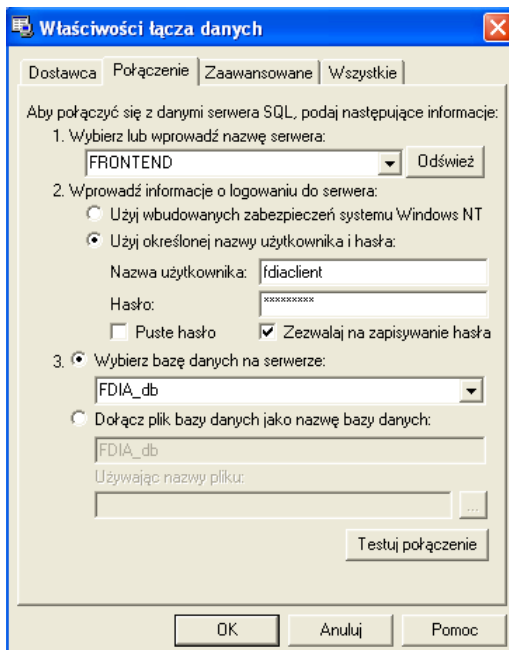 Właściwości łącza danych
Dostawca Połączenie Zaawansowane Wszystkie
Aby połączyć się z danymi serwera SQL, podaj następujące informacje:
1. Wybierz lub wprowadź nazwę serwera:
FRONTEND Odśwież
2. Wprowadź informacje o logowaniu do serwera:
Użyj wbudowanych zabezpieczeń systemu Windows NT
Użyj określonej nazwy użytkownika i hasła:
Nazwa użytkownika: fdiaclient
Hasło: *********
Puste hasło Zezwalaj na zapisywanie hasła
3. Wybierz bazę danych na serwerze:
FDIA_db
Dołącz plik bazy danych jako nazwę bazy danych:
FDIA_db
Używając nazwy pliku:
...
Testuj połączenie
OK Anuluj Pomoc